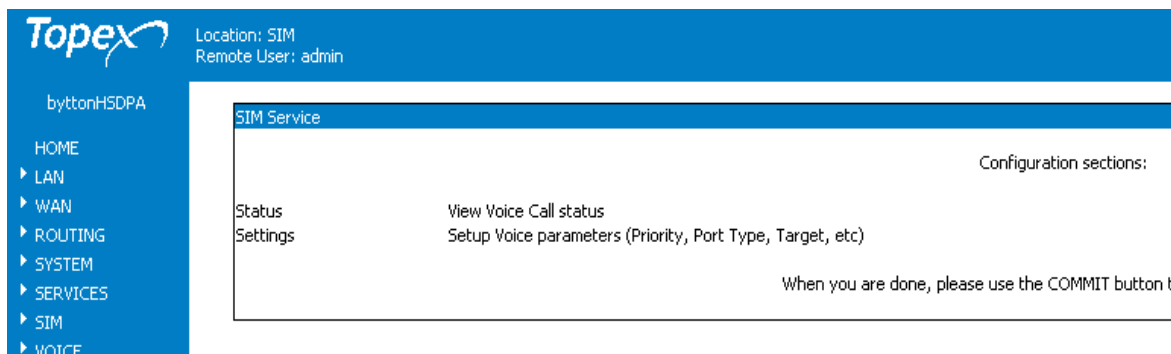 Topex
Location: SIM
Remote User: admin
byttonHSDPA
HOME
LAN
WAN
ROUTING
SYSTEM
SERVICES
SIM
VOICE
SIM Service
Configuration sections:
Status View Voice Call status
Settings Setup Voice parameters (Priority, Port Type, Target, etc)
When you are done, please use the COMMIT button t